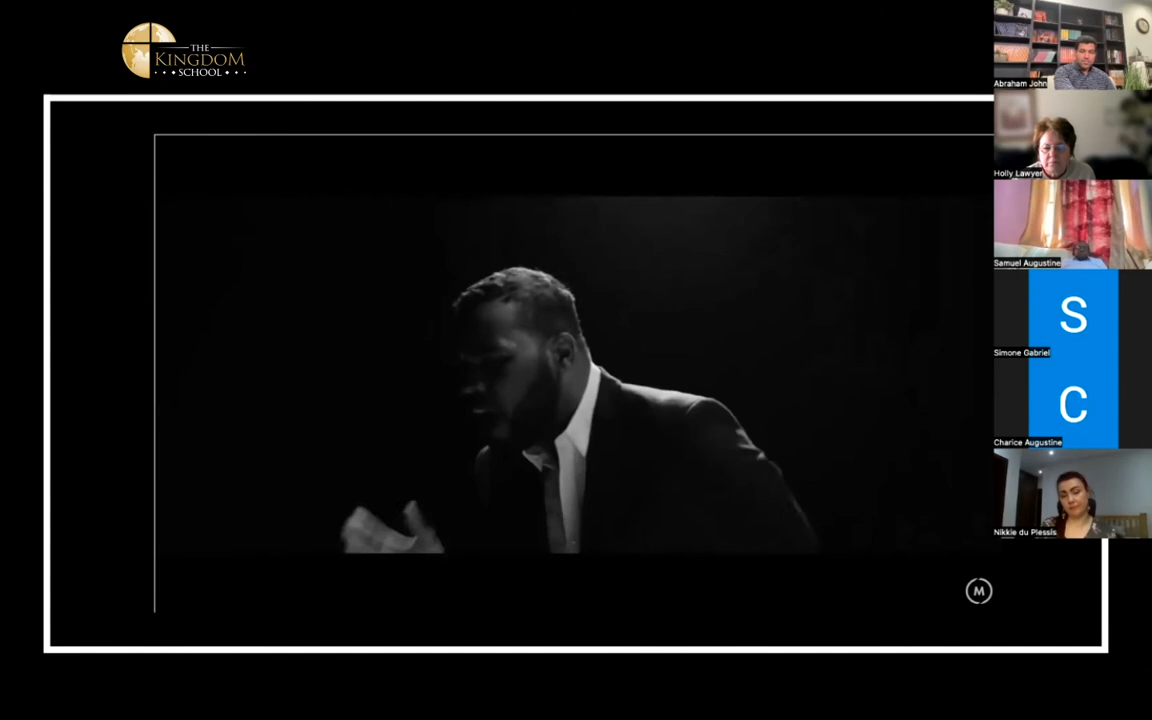 THE
KINGDOM
SCHOOL
Abraham John
Holly Lawyer
Samuel Augustine
S
Simone Gabriel
C
Charice Augustine
Nikkie du Plessis
M